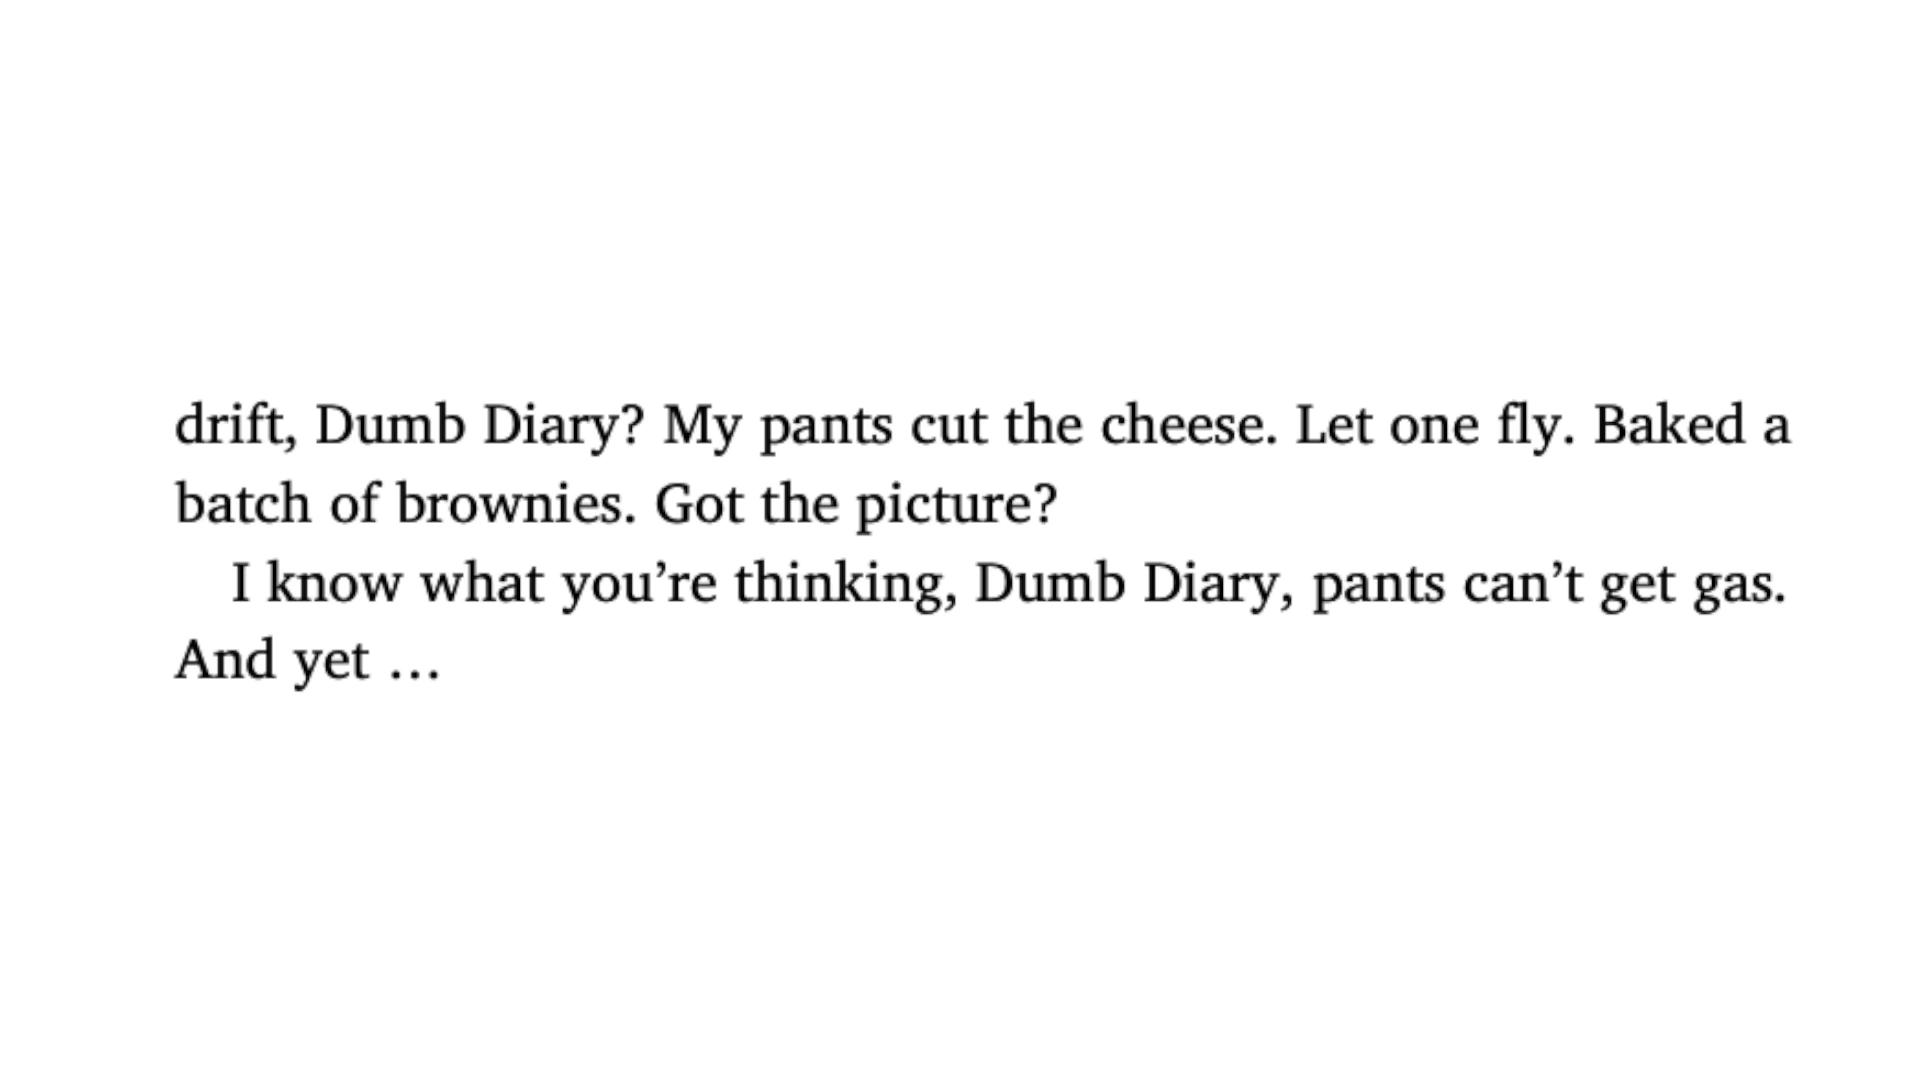 drift, Dumb Diary? My pants cut the cheese. Let one fly. Baked a
batch of brownies. Got the picture?
I know what you’re thinking, Dumb Diary, pants can’t get gas.
And yet …